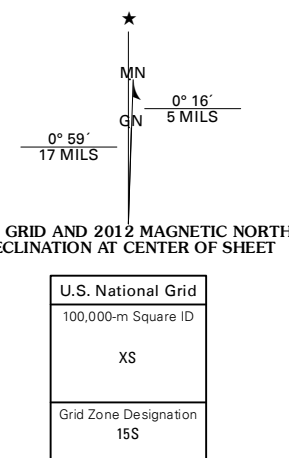 ★
MN
0° 16´
5 MILS
GN
0° 59´
17 MILS
GRID AND 2012 MAGNETIC NORTH
ECLINATION AT CENTER OF SHEET
U.S. National Grid
100,000-m Square ID
XS
Grid Zone Designation
15S